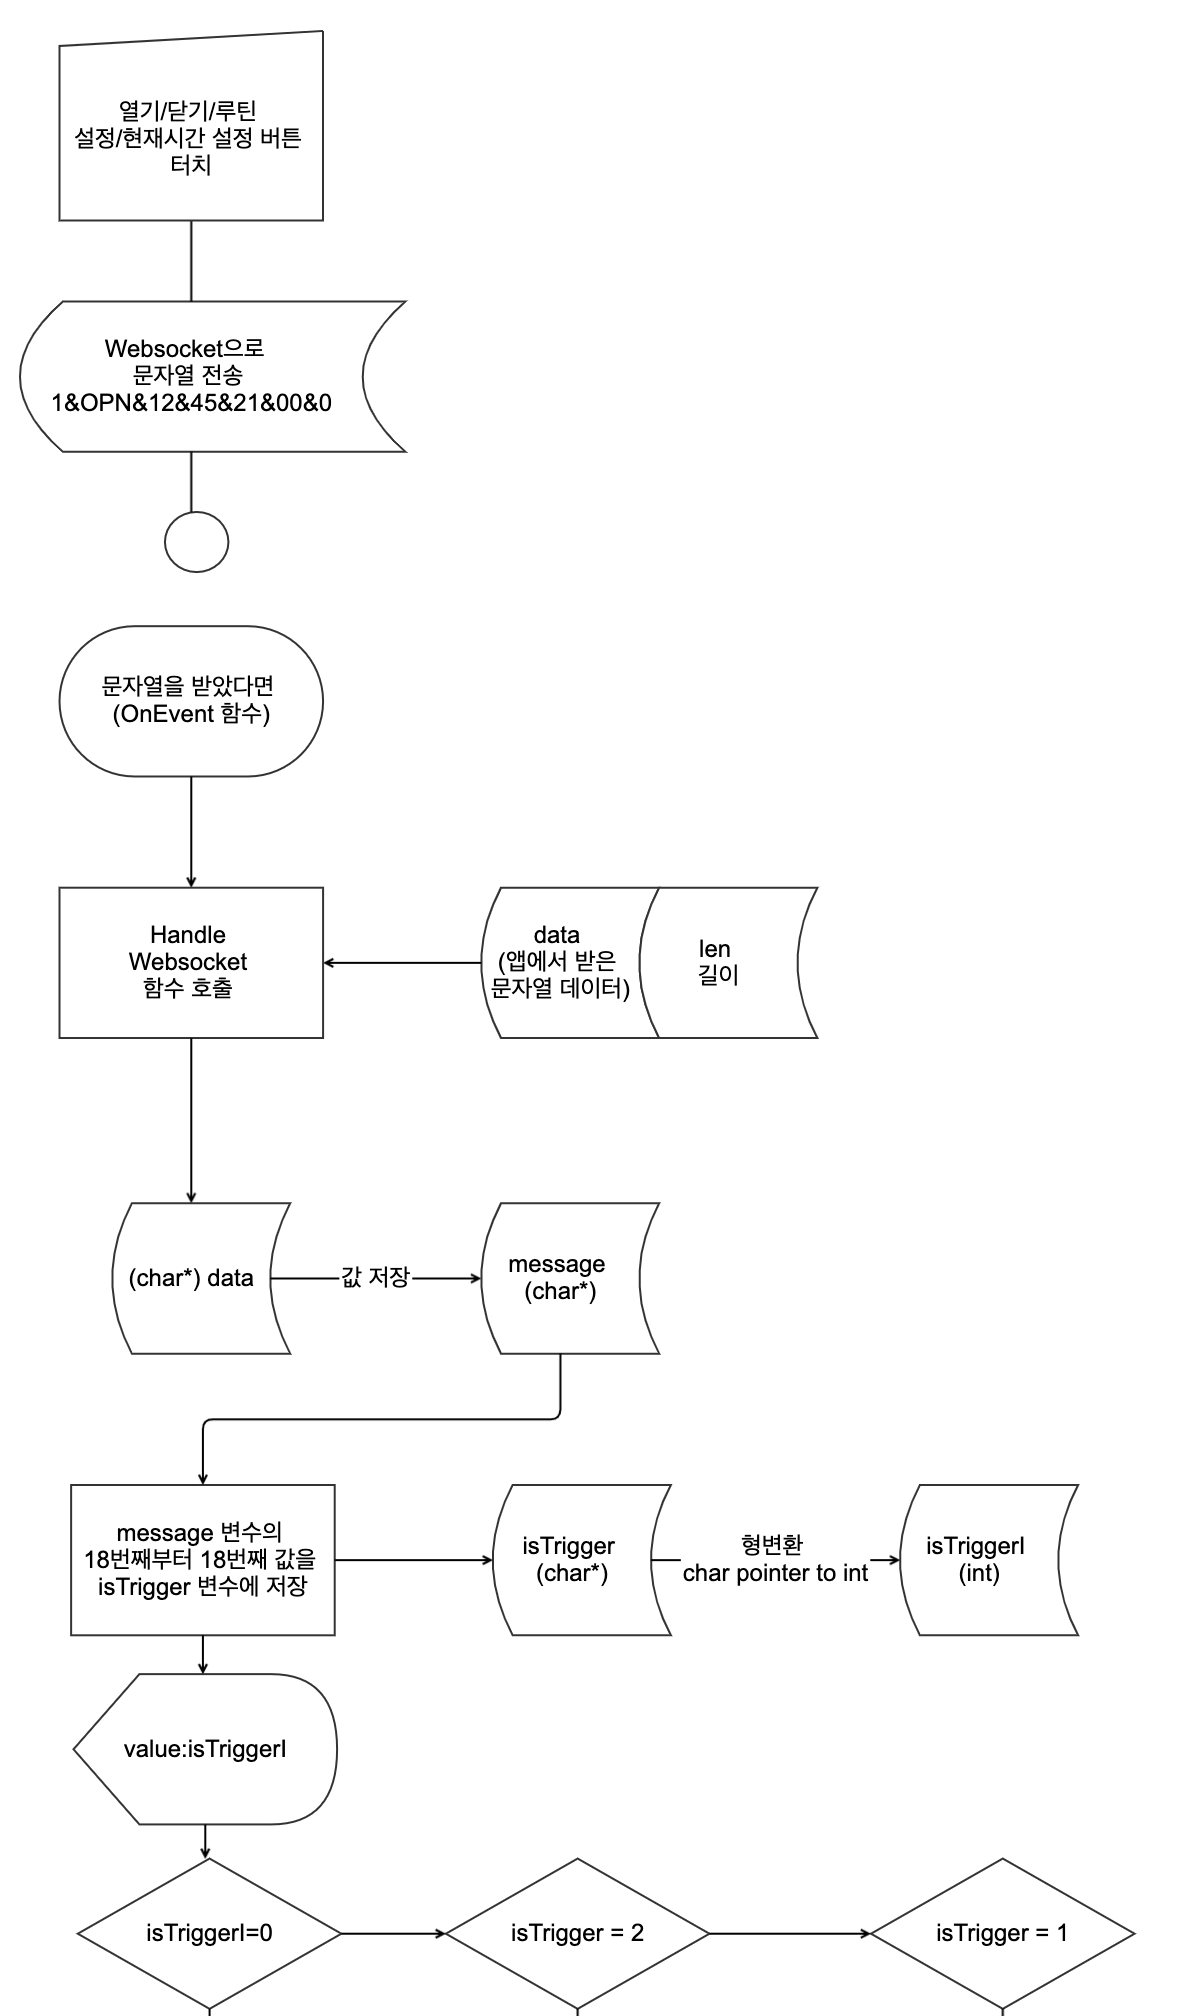 열기/닫기/루틴
설정/현재시간 설정 버튼
터치
Websocket으로
문자열 전송
1&OPN&12&45&21&00&0
문자열을 받았다면
(OnEvent 함수)
Handle
Websocket
함수 호출
data
(앱에서 받은
문자열 데이터)
len
길이
(char*) data
값 저장
message
(char*)
message 변수의
18번째부터 18번째 값을
isTrigger 변수에 저장
isTrigger
(char*)
형변환
char pointer to int
isTriggerI
(int)
value:isTriggerI
isTriggerI=0
isTrigger = 2
isTrigger = 1